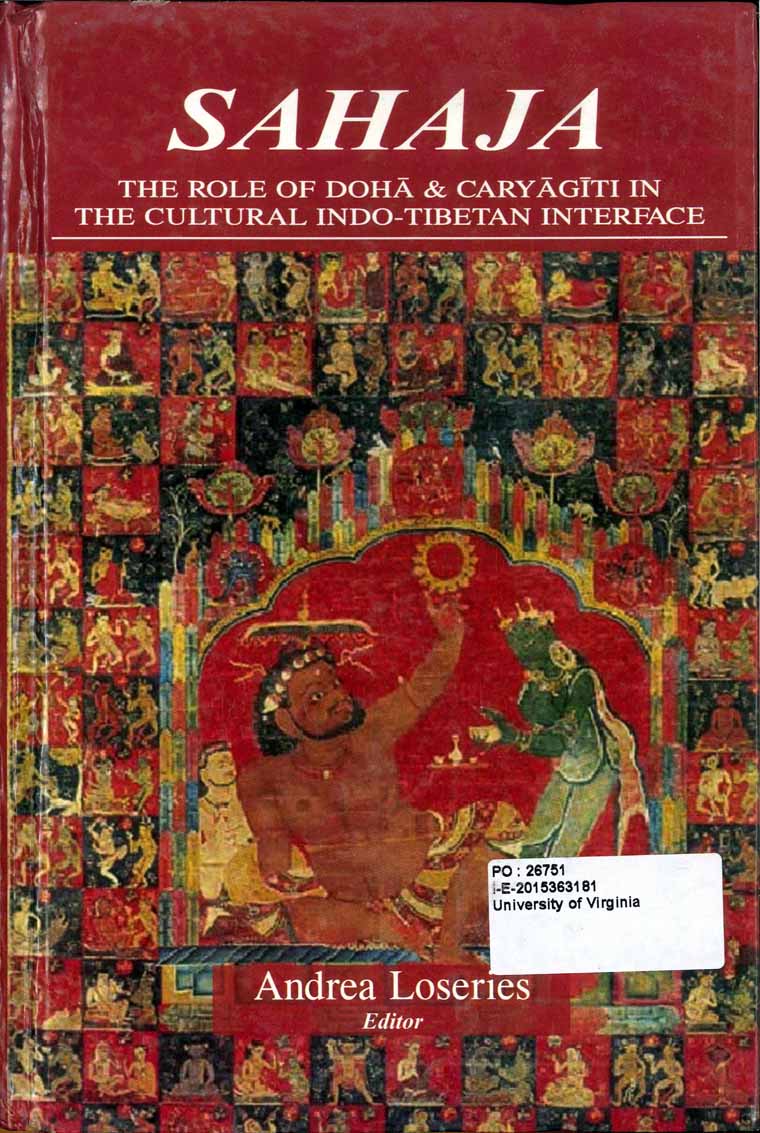 SAHAJA
THE ROLE OF DOHĀ & CARYĀGĪTI IN
THE CULTURAL INDO-TIBETAN INTERFACE
PO : 26751
I-E-2015363181
University of Virginia
Andrea Loseries
Editor